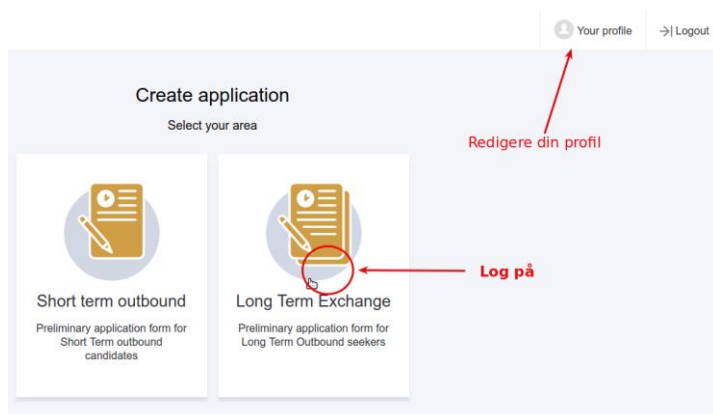 Your profile
Logout
Create application
Select your area
Redigere din profil
Log på
Short term outbound
Preliminary application form for
Short Term outbound
candidates
Long Term Exchange
Preliminary application form for
Long Term Outbound seekers